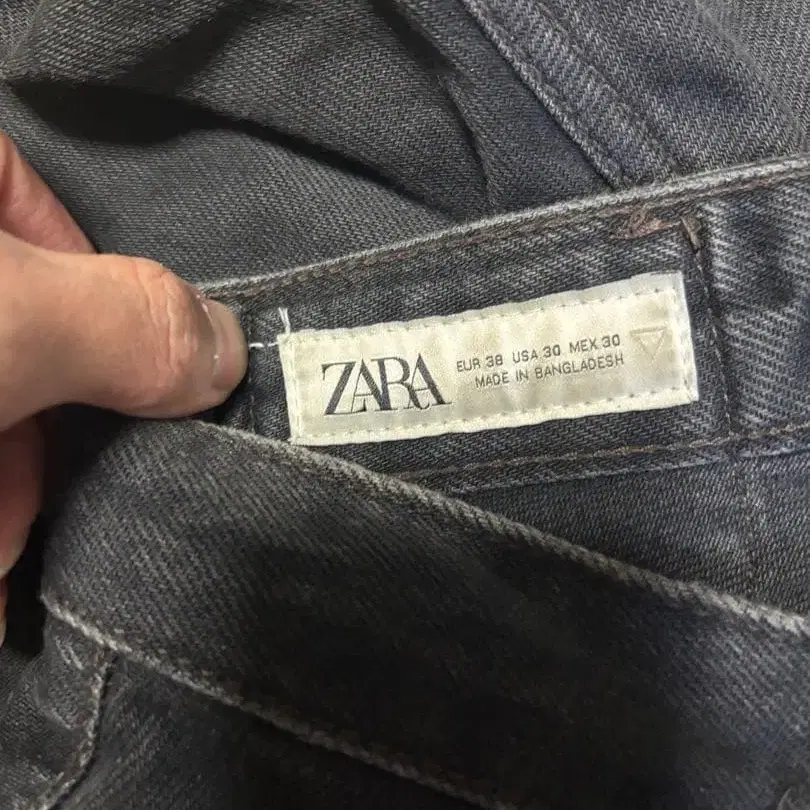 ZARA
EUR 38 USA 30 MEX 30
MADE IN BANGLADESH